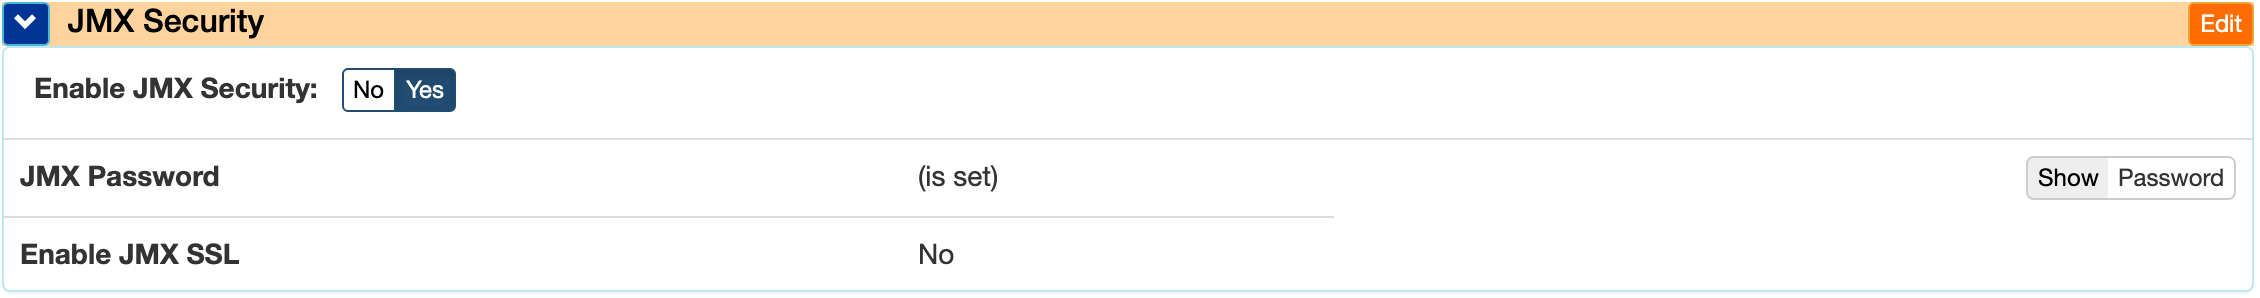 JMX Security Edit
Enable JMX Security: No Yes
JMX Password (is set) Show Password
Enable JMX SSL No